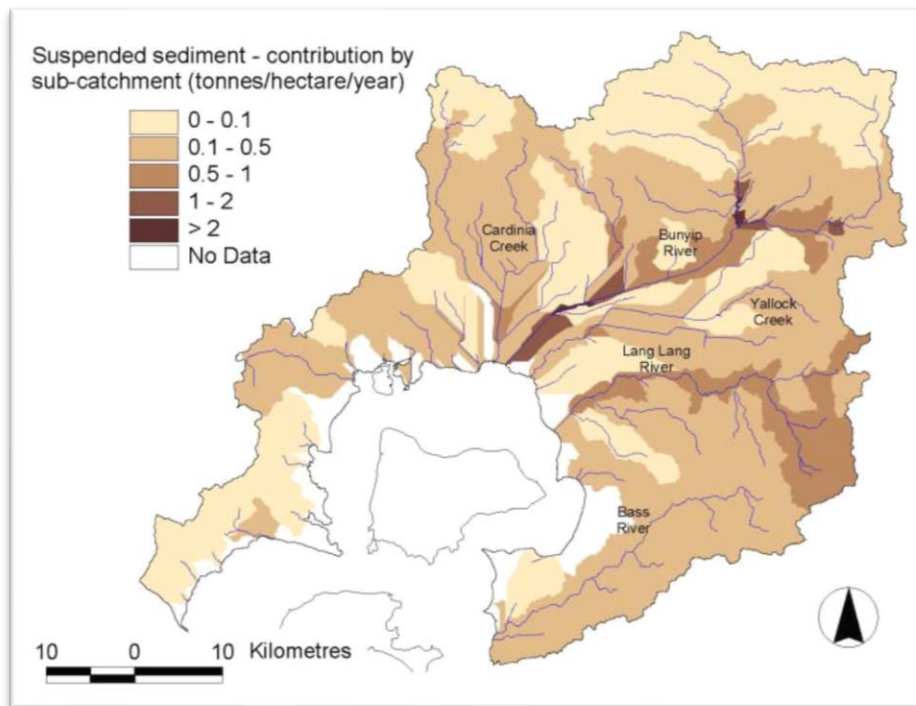 Suspended sediment - contribution by
sub-catchment (tonnes/hectare/year)
0 - 0.1
0.1 - 0.5
0.5 - 1
1 - 2
> 2
No Data
Cardinia
Creek
Bunyip
River
Yallock
Creek
Lang Lang
River
Bass
River
10 0 10 Kilometres